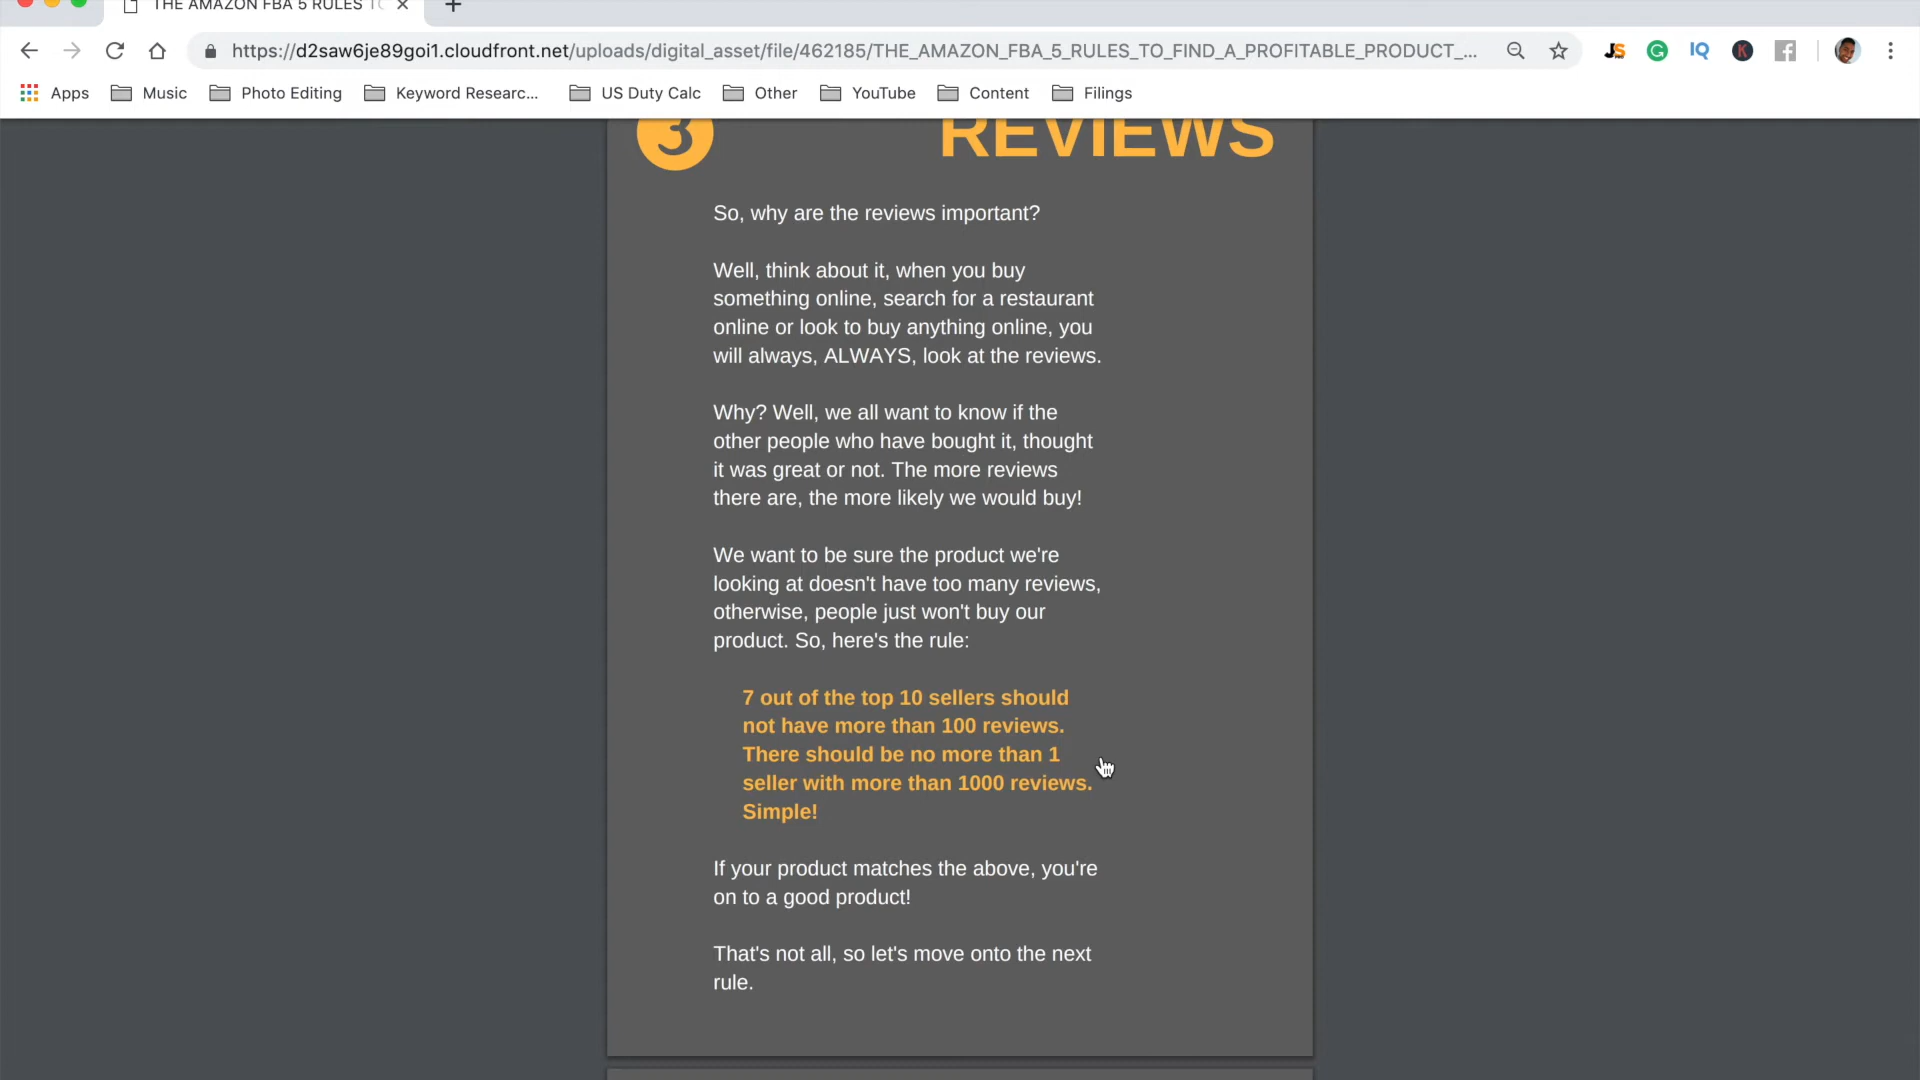 THE AMAZON FBA 5 RULES TO
https://d2saw6je89goi1.cloudfront.net/uploads/digital_asset/file/462185/THE_AMAZON_FBA_5_RULES_TO_FIND_A_PROFITABLE_PRODUCT_...
JS
G
IQ
K
f
Apps
Music
Photo Editing
Keyword Researc...
US Duty Calc
Other
YouTube
Content
Filings
3
REVIEWS
So, why are the reviews important?
Well, think about it, when you buy
something online, search for a restaurant
online or look to buy anything online, you
will always, ALWAYS, look at the reviews.
Why? Well, we all want to know if the
other people who have bought it, thought
it was great or not. The more reviews
there are, the more likely we would buy!
We want to be sure the product we're
looking at doesn't have too many reviews,
otherwise, people just won't buy our
product. So, here's the rule:
7 out of the top 10 sellers should
not have more than 100 reviews.
There should be no more than 1
seller with more than 1000 reviews.
Simple!
If your product matches the above, you're
on to a good product!
That's not all, so let's move onto the next
rule.